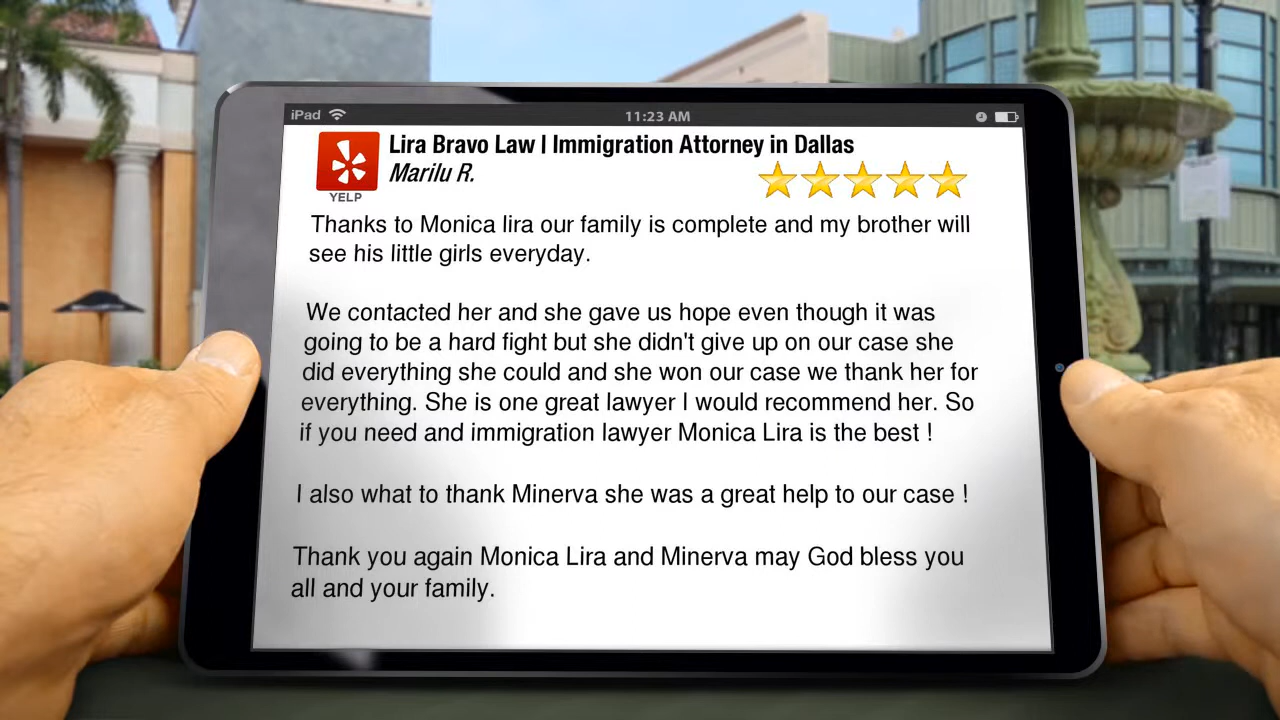 iPad
11:23 AM
Lira Bravo Law | Immigration Attorney in Dallas
Marilu R.
YELP
Thanks to Monica lira our family is complete and my brother will
see his little girls everyday.
We contacted her and she gave us hope even though it was
going to be a hard fight but she didn't give up on our case she
did everything she could and she won our case we thank her for
everything. She is one great lawyer I would recommend her. So
if you need and immigration lawyer Monica Lira is the best !
I also what to thank Minerva she was a great help to our case !
Thank you again Monica Lira and Minerva may God bless you
all and your family.